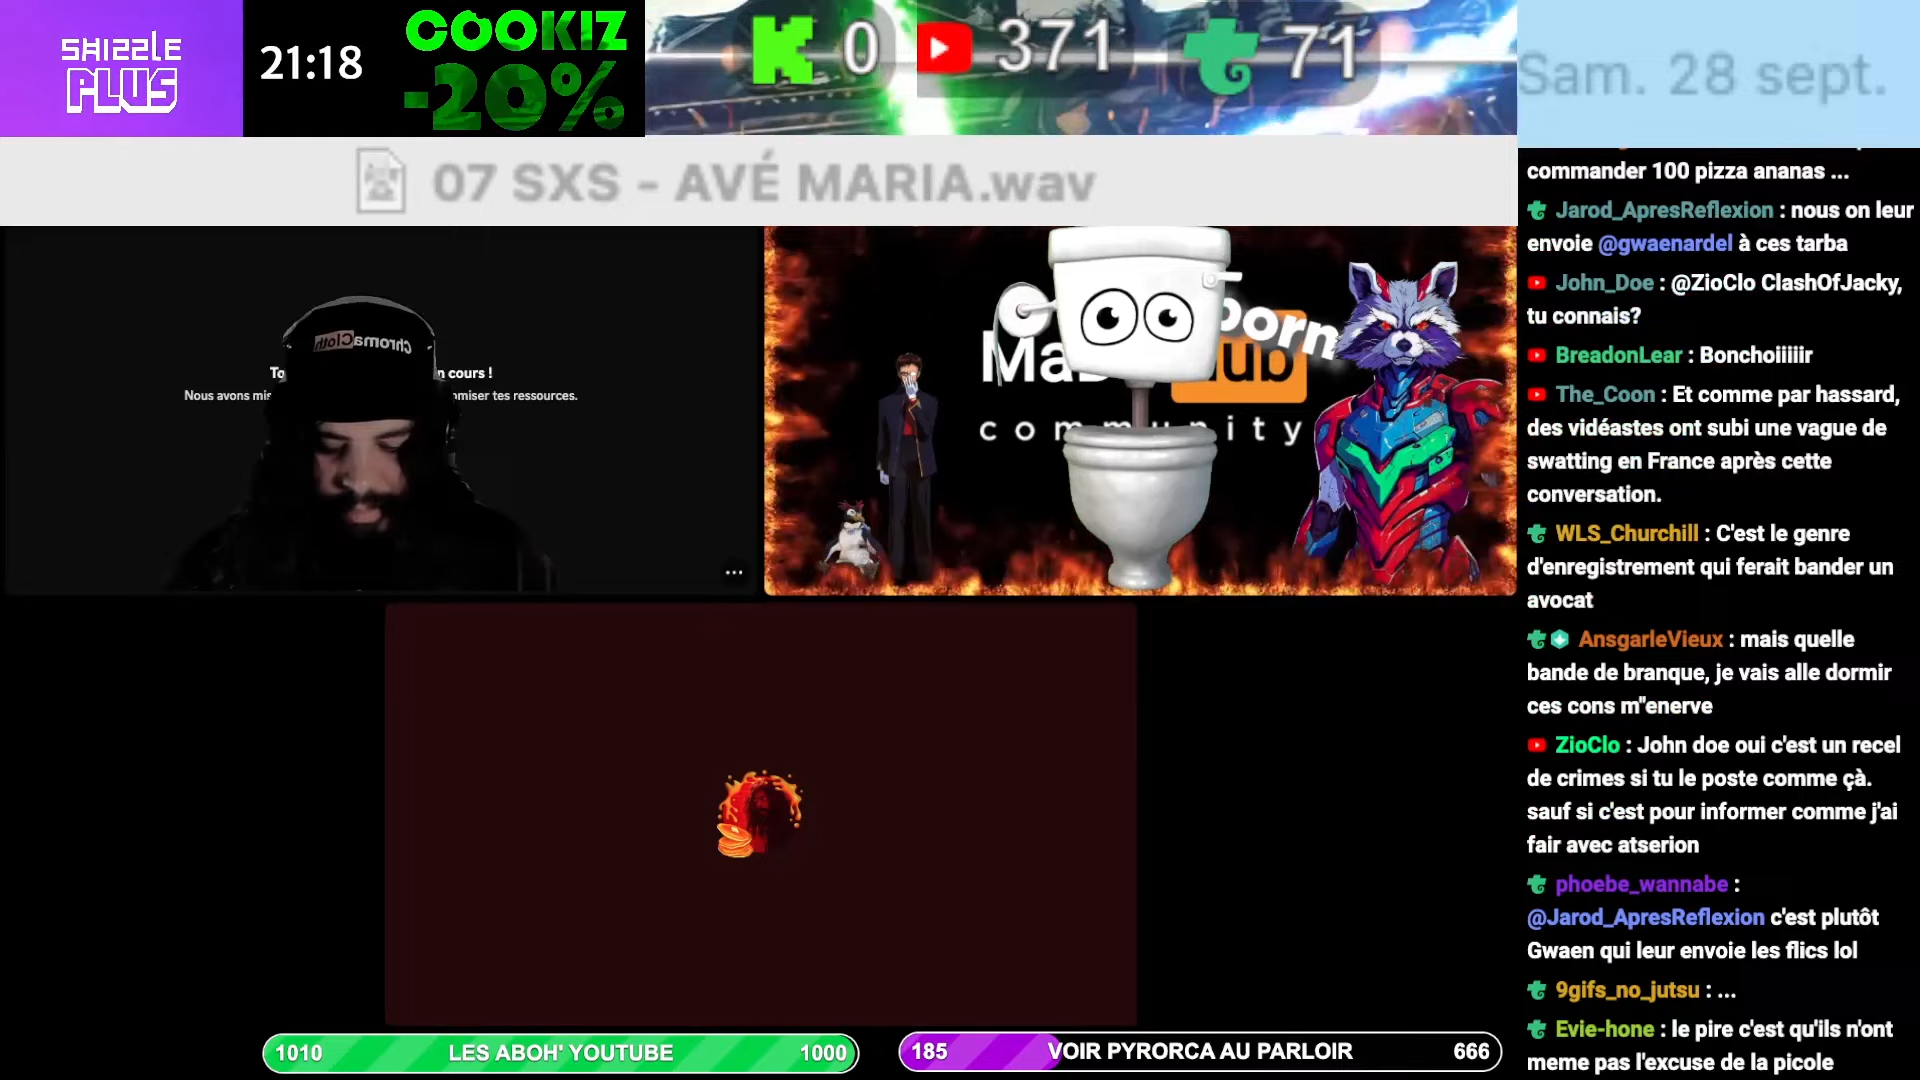 SHIZZLE
PLUS
21:18
COOKIZ
-20%
0
371
71
Sam. 28 sept.
07 SXS - AVÉ MARIA.wav
n cours !
Nous avons mis
omiser tes ressources.
ChromaCloth
porn
community
commander 100 pizza ananas ...
Jarod_ApresReflexion : nous on leur
envoie @gwaenardel à ces tarba
John_Doe : @ZioClo ClashOfJacky,
tu connais?
BreadonLear : Bonchoiiiiir
The_Coon : Et comme par hassard,
des vidéastes ont subi une vague de
swatting en France après cette
conversation.
WLS_Churchill : C'est le genre
d'enregistrement qui ferait bander un
avocat
AnsgarleVieux : mais quelle
bande de branque, je vais alle dormir
ces cons m"enerve
ZioClo : John doe oui c'est un recel
de crimes si tu le poste comme çà.
sauf si c'est pour informer comme j'ai
fair avec atserion
phoebe_wannabe :
@Jarod_ApresReflexion c'est plutôt
Gwaen qui leur envoie les flics lol
9gifs_no_jutsu : ...
Evie-hone : le pire c'est qu'ils n'ont
meme pas l'excuse de la picole
1010 LES ABOH' YOUTUBE 1000
185 VOIR PYRORCA AU PARLOIR 666